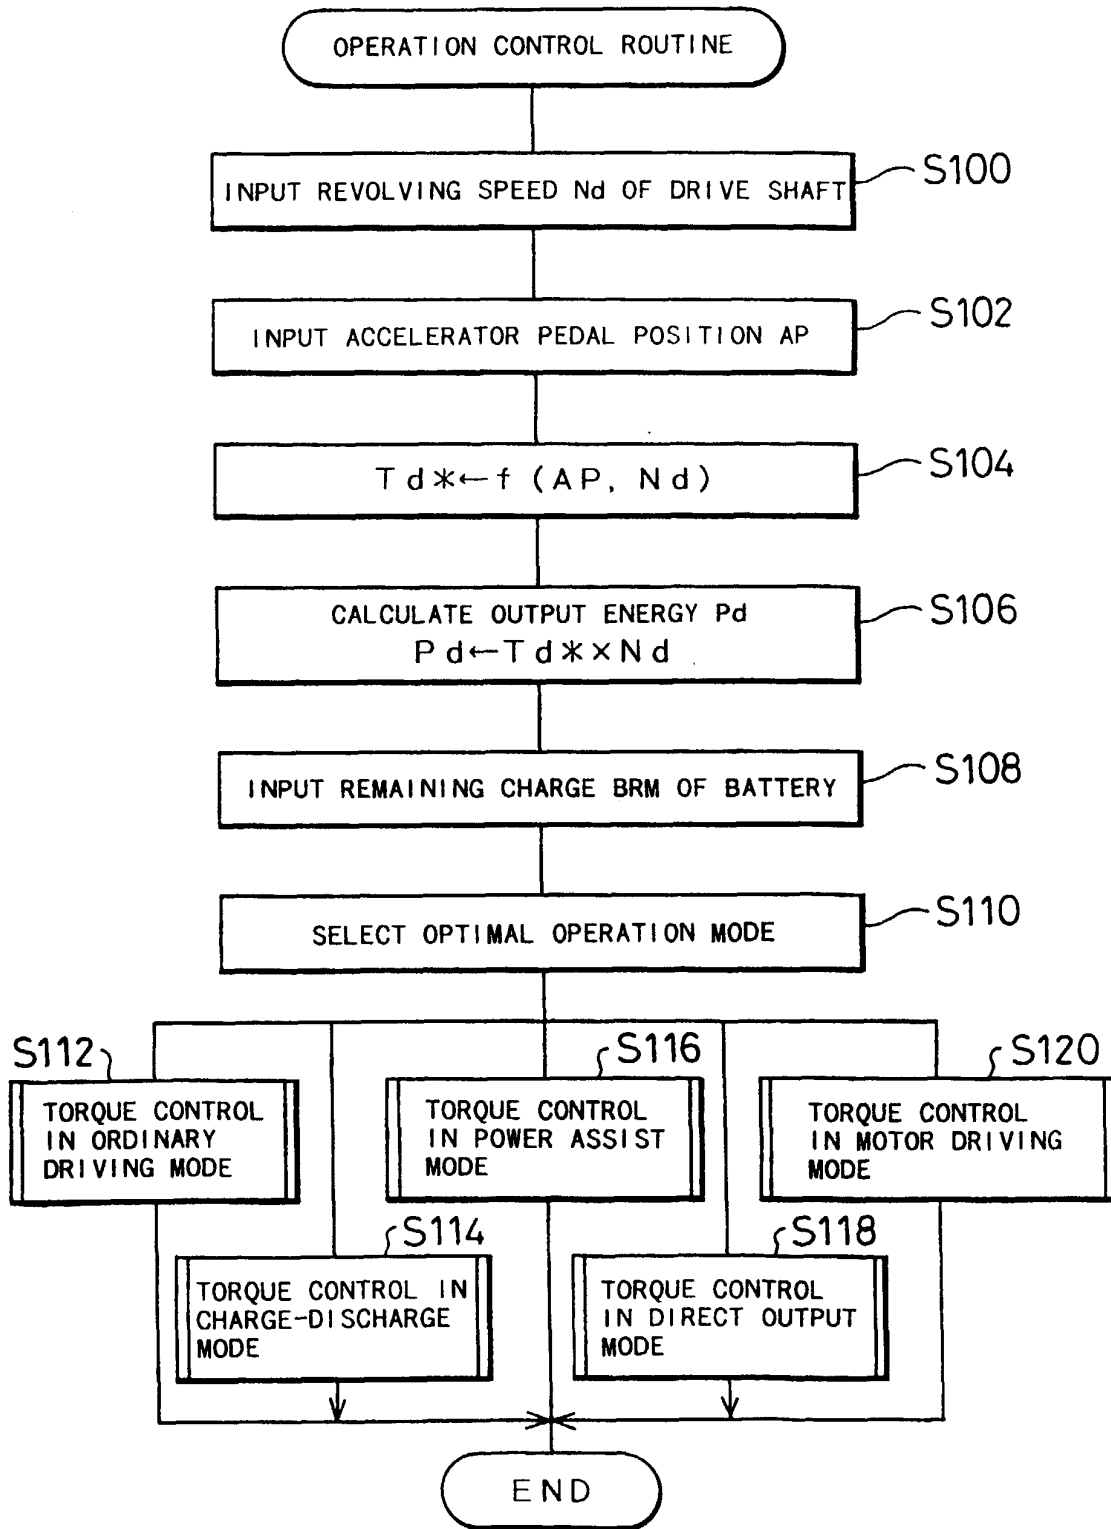 OPERATION CONTROL ROUTINE
INPUT REVOLVING SPEED Nd OF DRIVE SHAFT
S100
INPUT ACCELERATOR PEDAL POSITION AP
S102
Td*←f (AP, Nd)
S104
CALCULATE OUTPUT ENERGY Pd
Pd←Td*×Nd
S106
INPUT REMAINING CHARGE BRM OF BATTERY
S108
SELECT OPTIMAL OPERATION MODE
S110
S112
TORQUE CONTROL
IN ORDINARY
DRIVING MODE
S116
TORQUE CONTROL
IN POWER ASSIST
MODE
S120
TORQUE CONTROL
IN MOTOR DRIVING
MODE
S114
TORQUE CONTROL IN
CHARGE-DISCHARGE
MODE
S118
TORQUE CONTROL
IN DIRECT OUTPUT
MODE
END